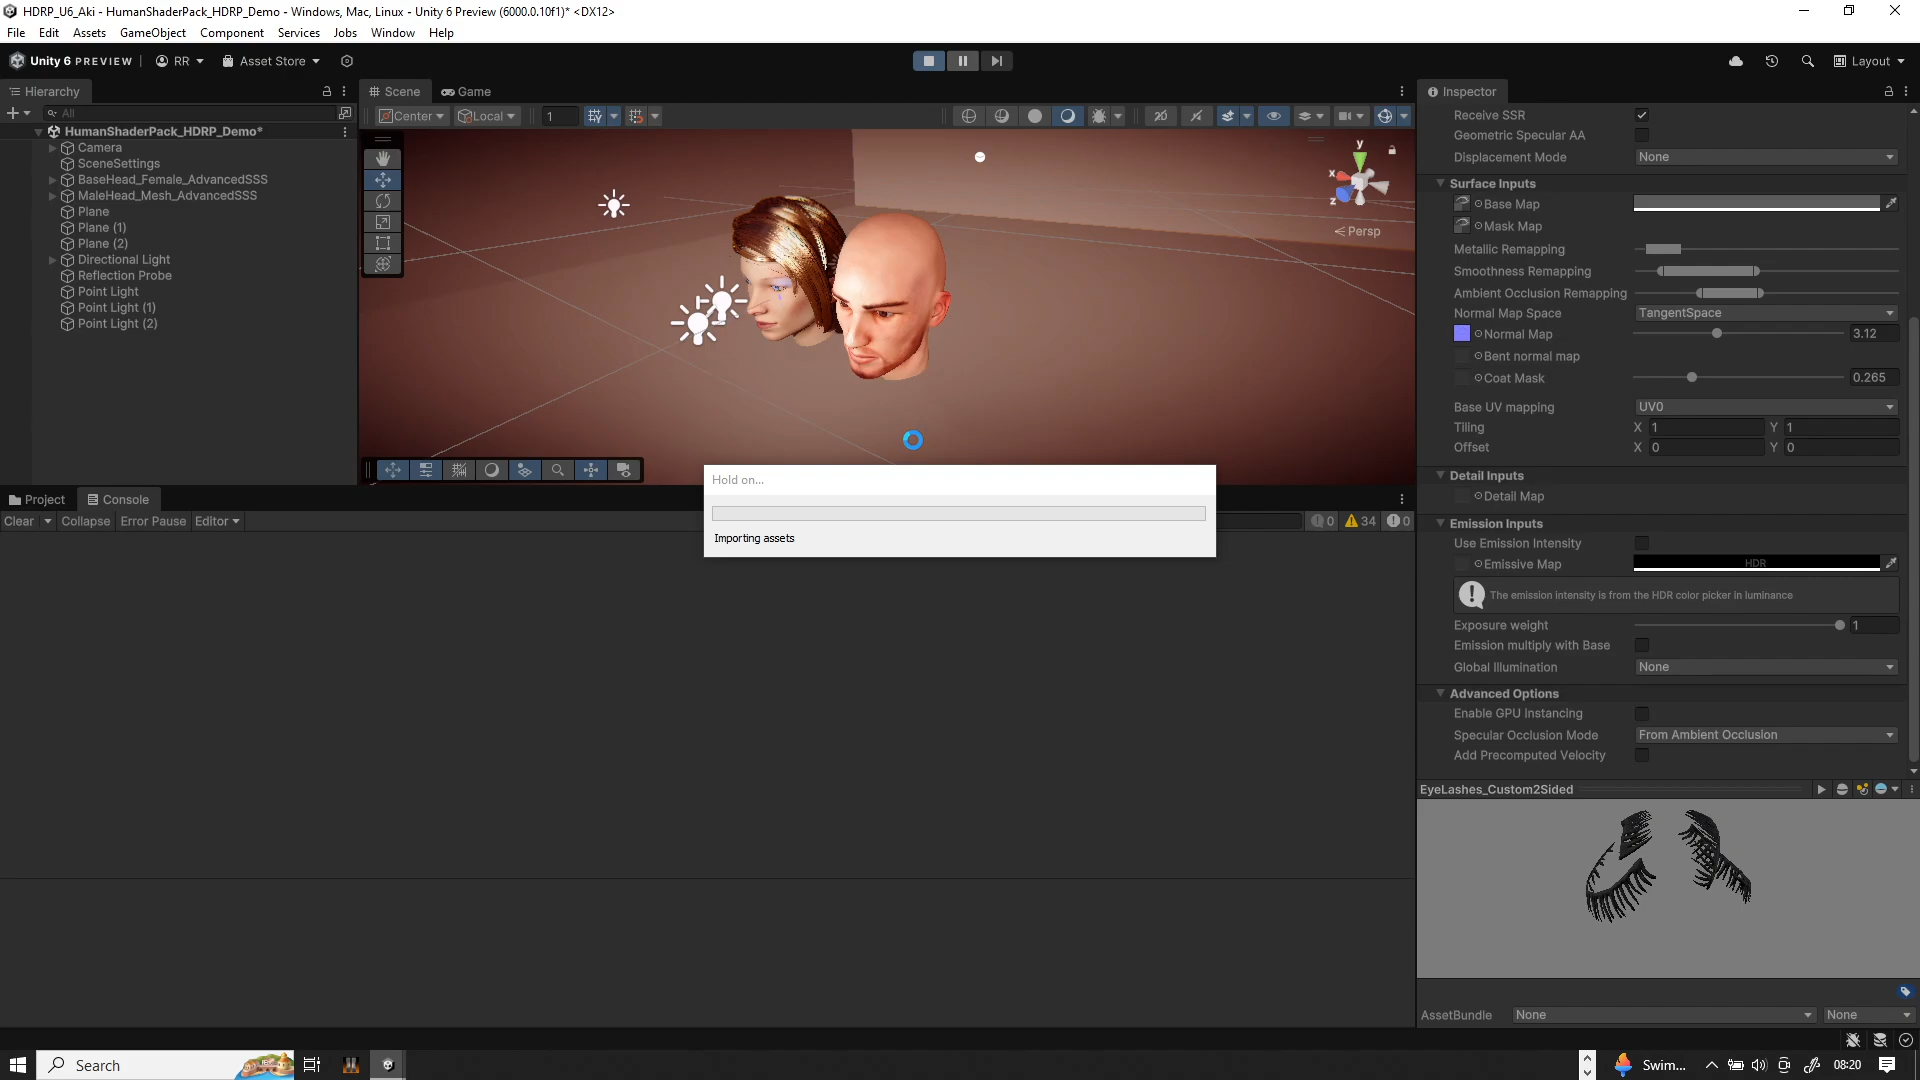 HDRP_U6_Aki - HumanShaderPack_HDRP_Demo - Windows, Mac, Linux - Unity 6 Preview (6000.0.10f1)* <DX12>
File Edit Assets GameObject Component Services Jobs Window Help
Unity 6 PREVIEW RR Asset Store Layout
Hierarchy
All
HumanShaderPack_HDRP_Demo*
Camera
SceneSettings
BaseHead_Female_AdvancedSSS
MaleHead_Mesh_AdvancedSSS
Plane
Plane (1)
Plane (2)
Directional Light
Reflection Probe
Point Light
Point Light (1)
Point Light (2)
Scene Game
Center Local 1 2D
y
x
z
Persp
Project Console
Clear Collapse Error Pause Editor 0 34 0
Hold on...
Importing assets
Inspector
Receive SSR
Geometric Specular AA
Displacement Mode None
Surface Inputs
Base Map
Mask Map
Metallic Remapping
Smoothness Remapping
Ambient Occlusion Remapping
Normal Map Space TangentSpace
Normal Map 3.12
Bent normal map
Coat Mask 0.265
Base UV mapping UV0
Tiling X 1 Y 1
Offset X 0 Y 0
Detail Inputs
Detail Map
Emission Inputs
Use Emission Intensity
Emissive Map HDR
The emission intensity is from the HDR color picker in luminance
Exposure weight 1
Emission multiply with Base
Global Illumination None
Advanced Options
Enable GPU Instancing
Specular Occlusion Mode From Ambient Occlusion
Add Precomputed Velocity
EyeLashes_Custom2Sided
AssetBundle None None
Search Swim... 08:20